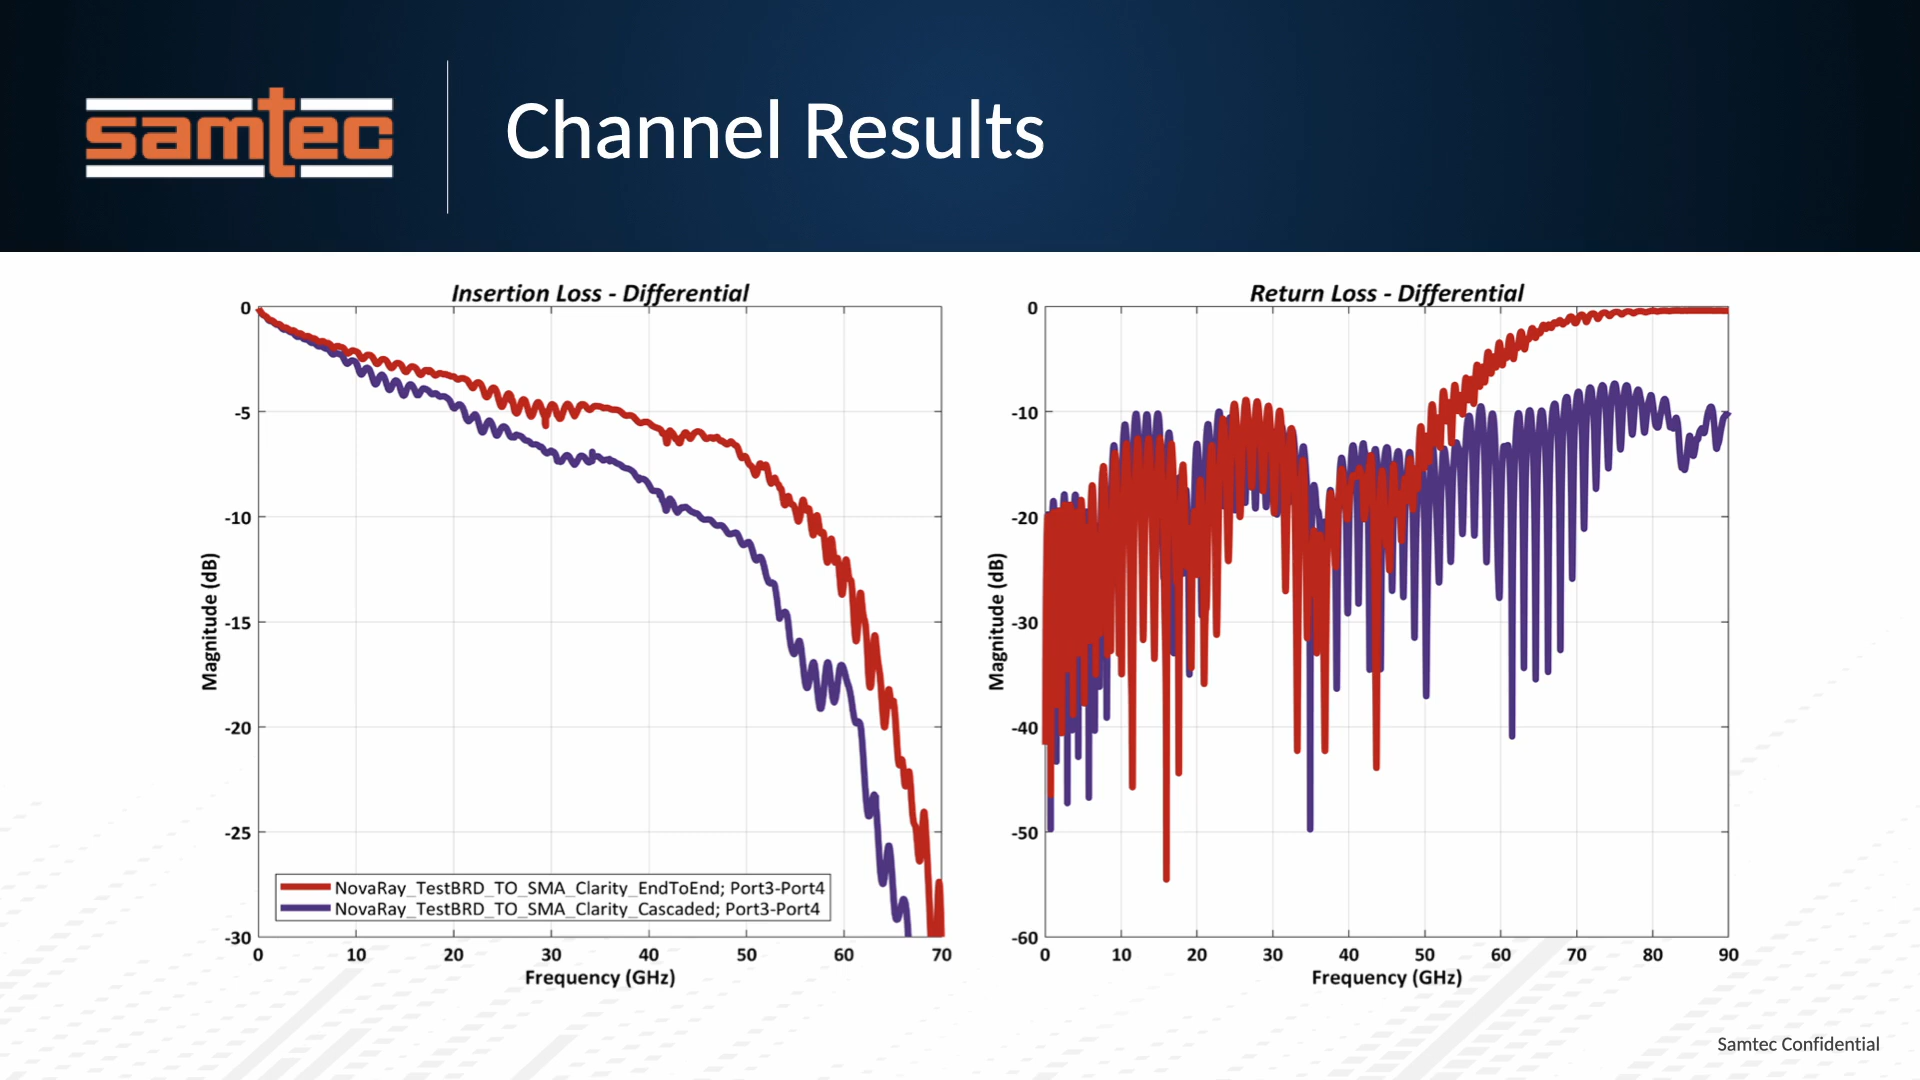 samtec
Channel Results
Insertion Loss - Differential
0
-5
-10
-15
-20
-25
-30
Magnitude (dB)
NovaRay_TestBRD_TO_SMA_Clarity_EndToEnd; Port3-Port4
NovaRay_TestBRD_TO_SMA_Clarity_Cascaded; Port3-Port4
0 10 20 30 40 50 60 70
Frequency (GHz)
Return Loss - Differential
0
-10
-20
-30
-40
-50
-60
Magnitude (dB)
0 10 20 30 40 50 60 70 80 90
Frequency (GHz)
Samtec Confidential